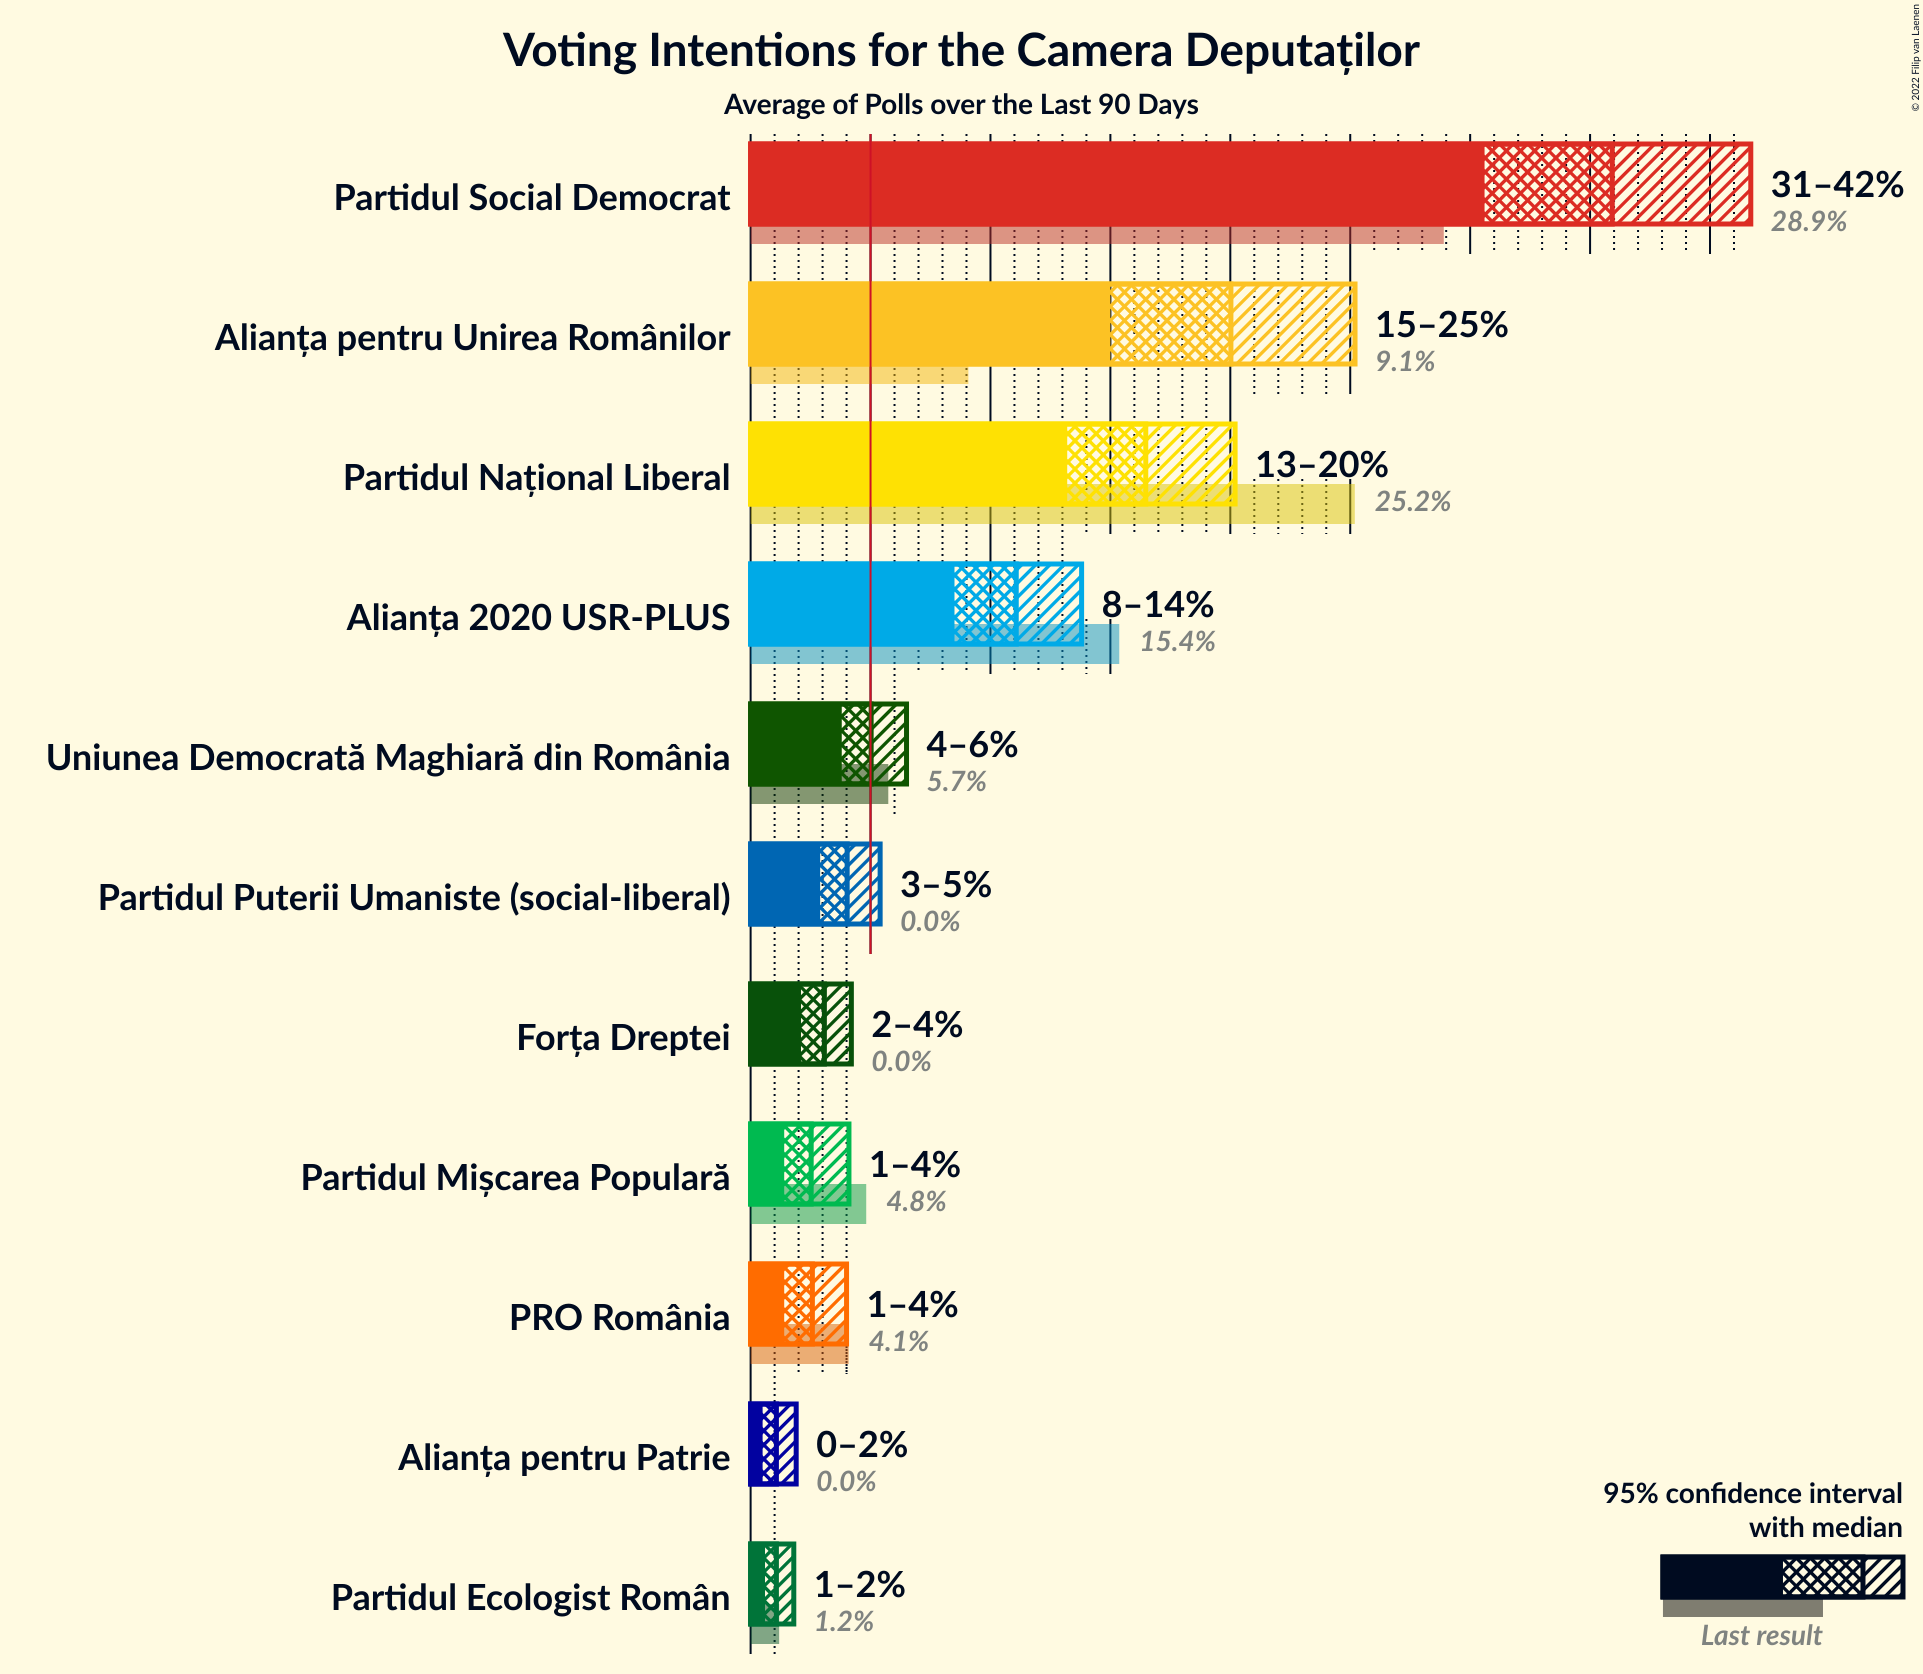 Voting Intentions for the Camera Deputaților
Average of Polls over the Last 90 Days
© 2022 Filip van Laenen
Partidul Social Democrat
31–42%
28.9%
Alianța pentru Unirea Românilor
15–25%
9.1%
Partidul Național Liberal
13–20%
25.2%
Alianța 2020 USR-PLUS
8–14%
15.4%
Uniunea Democrată Maghiară din România
4–6%
5.7%
Partidul Puterii Umaniste (social-liberal)
3–5%
0.0%
Forța Dreptei
2–4%
0.0%
Partidul Mișcarea Populară
1–4%
4.8%
PRO România
1–4%
4.1%
Alianța pentru Patrie
0–2%
0.0%
Partidul Ecologist Român
1–2%
1.2%
95% confidence interval
with median
Last result